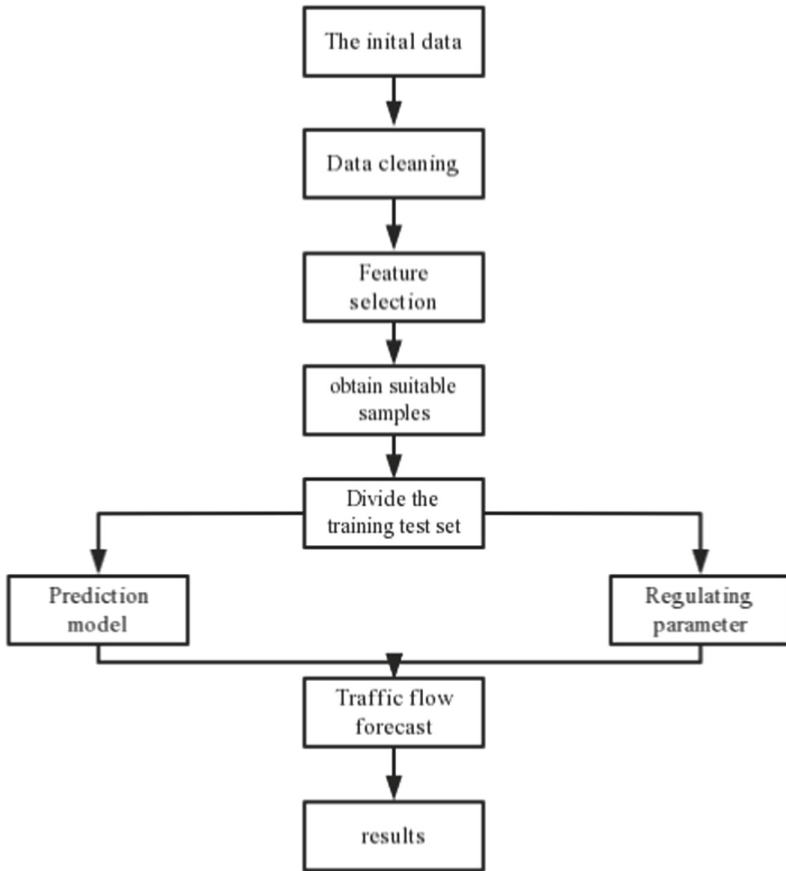 The inital data
Data cleaning
Feature
selection
obtain suitable
samples
Divide the
training test set
Prediction
model
Regulating
parameter
Traffic flow
forecast
results